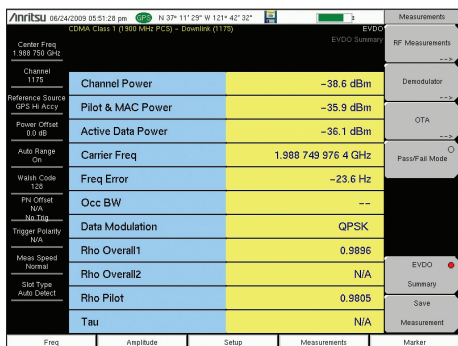 Anritsu 06/24/2009 05:51:28 pm GPS N 37° 11' 29" W 121° 42' 32"
CDMA Class 1 (1900 MHz PCS) - Downlink (1175)
EVDO
EVDO Summary
Center Freq
1.988 750 GHz
Channel
1175
Reference Source
GPS Hi Accy
Power Offset
0.0 dB
Auto Range
On
Walsh Code
128
PN Offset
N/A
No Trig
Trigger Polarity
N/A
Meas Speed
Normal
Slot Type
Auto Detect
Channel Power -38.6 dBm
Pilot & MAC Power -35.9 dBm
Active Data Power -36.1 dBm
Carrier Freq 1.988 749 976 4 GHz
Freq Error -23.6 Hz
Occ BW --
Data Modulation QPSK
Rho Overall1 0.9896
Rho Overall2 N/A
Rho Pilot 0.9805
Tau N/A
Measurements
RF Measurements
-->
Demodulator
-->
OTA
-->
Pass/Fail Mode
EVDO
Summary
Save
Measurement
Freq Amplitude Setup Measurements Marker